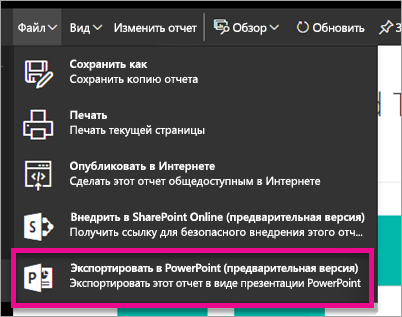 Файл Вид Изменить отчет Обзор Обновить
Сохранить как
Сохранить копию отчета
Печать
Печать текущей страницы
Опубликовать в Интернете
Сделать этот отчет общедоступным в Интернете
Внедрить в SharePoint Online (предварительная версия)
Получить ссылку для безопасного внедрения этого отч...
Экспортировать в PowerPoint (предварительная версия)
Экспортировать этот отчет в виде презентации PowerPoint